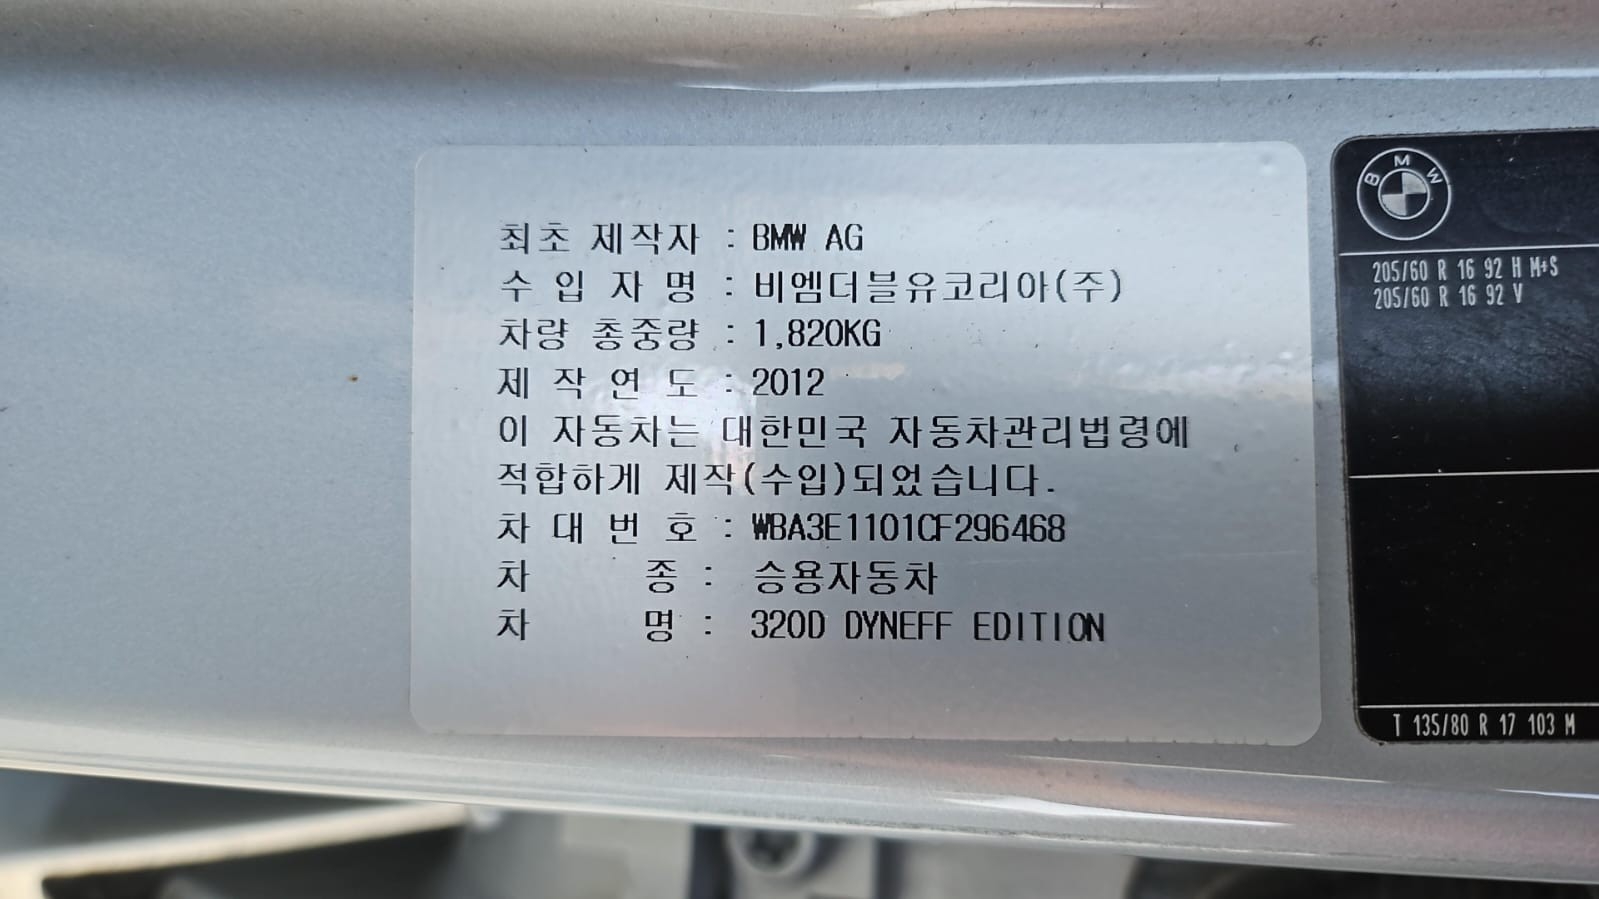 최초 제작자 : BMW AG
수 입 자 명 : 비엠더블유코리아(주)
차량 총중량 : 1,820KG
제 작 연 도 : 2012
이 자동차는 대한민국 자동차관리법령에
적합하게 제작(수입)되었습니다.
차 대 번 호 : WBA3E1101CF296468
차 종 : 승용자동차
차 명 : 320D DYNEFF EDITION
BMW
205/60 R 16 92 H M+S
205/60 R 16 92 V
T 135/80 R 17 103 M